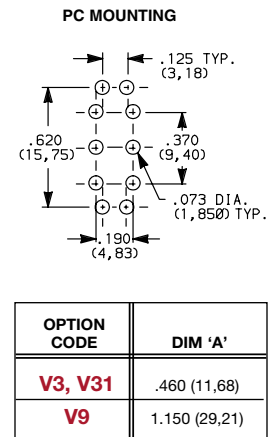 PC MOUNTING
.125 TYP.
(3,18)
.620
(15,75)
.370
(9,40)
.073 DIA.
(1,850) TYP.
.190
(4,83)
OPTION CODE
DIM ‘A’
V3, V31
.460 (11,68)
V9
1.150 (29,21)